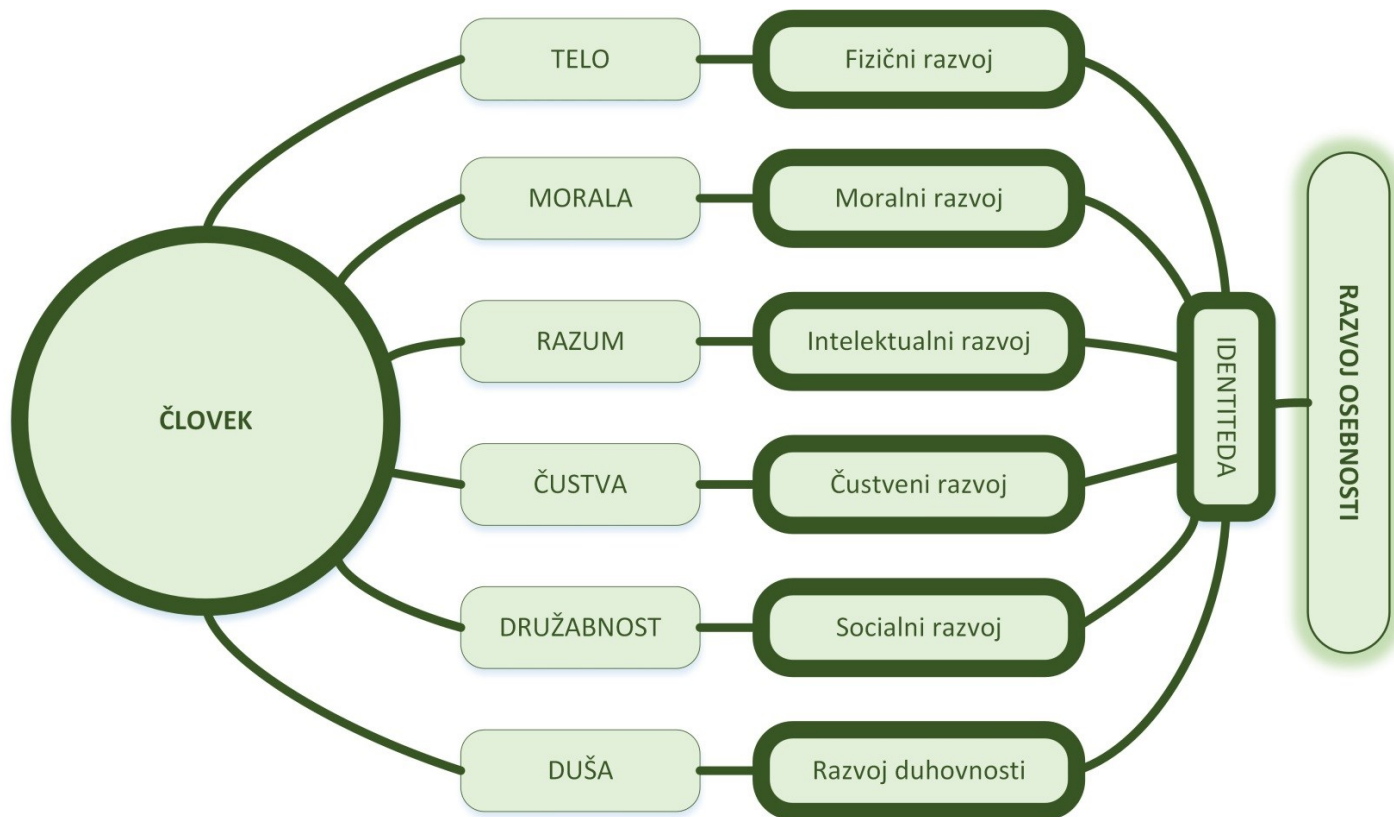 ČLOVEK
TELO
Fizični razvoj
MORALA
Moralni razvoj
RAZUM
Intelektualni razvoj
ČUSTVA
Čustveni razvoj
DRUŽABNOST
Socialni razvoj
DUŠA
Razvoj duhovnosti
IDENTITEDA
RAZVOJ OSEBNOSTI